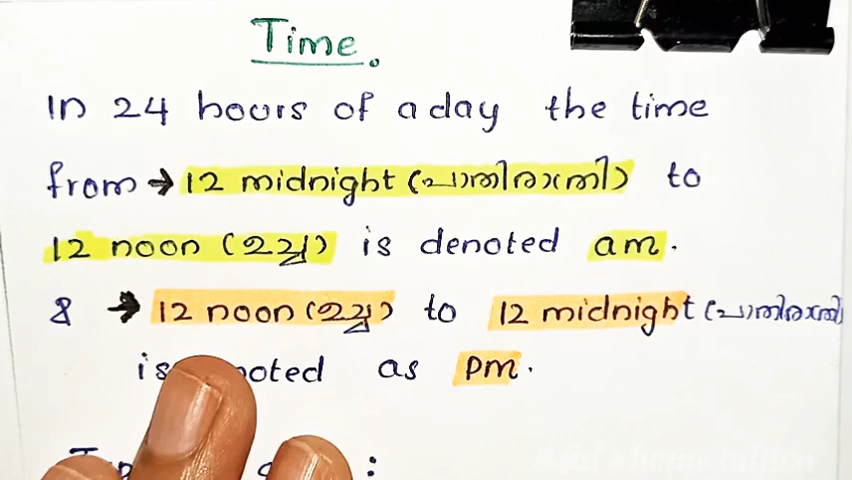 Time.
In 24 hours of a day the time
from → 12 midnight (പാതിരാത്രി) to
12 noon (ഉച്ച) is denoted am.
& → 12 noon (ഉച്ച) to 12 midnight (പാതിരാത്രി)
is as pm.